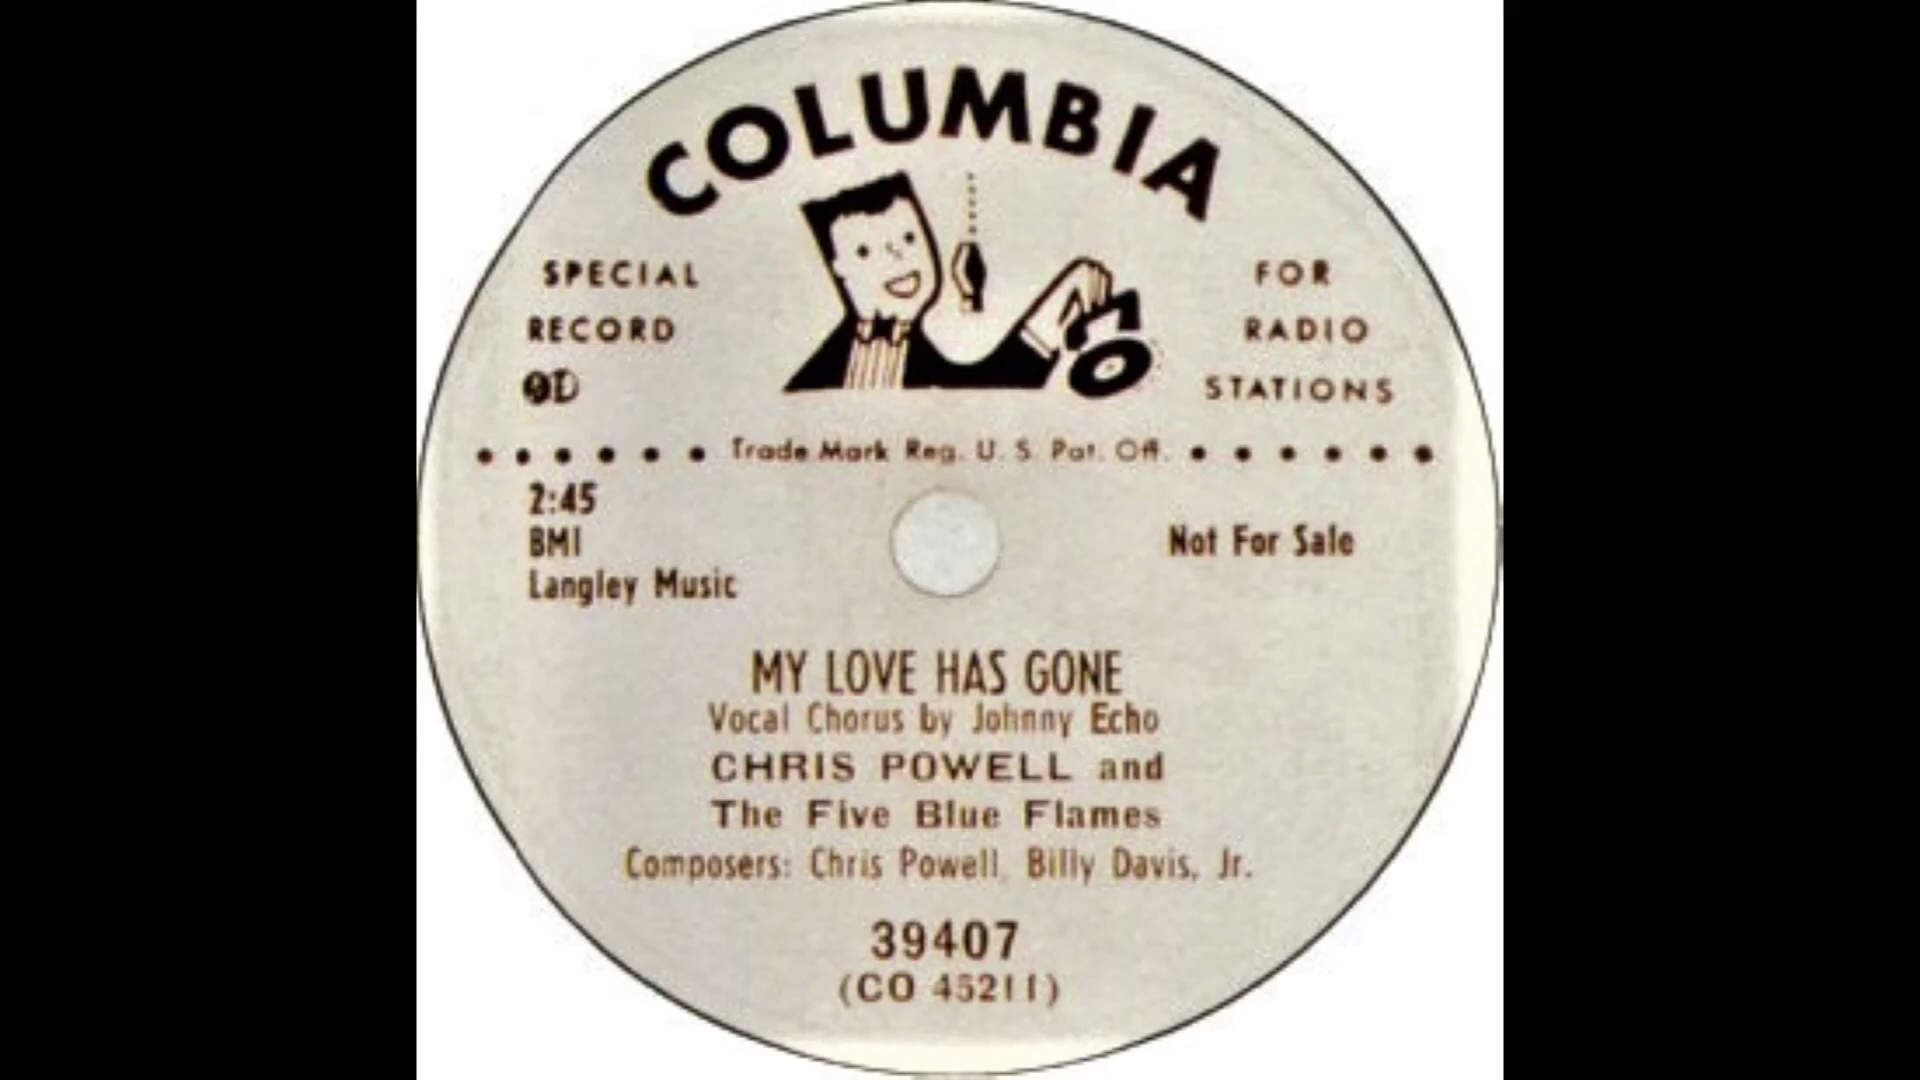 COLUMBIA
SPECIAL
RECORD
FOR
RADIO
STATIONS
Trade Mark Reg. U. S. Pat. Off.
2:45
BMI
Langley Music
Not For Sale
MY LOVE HAS GONE
Vocal Chorus by Johnny Echo
CHRIS POWELL and
The Five Blue Flames
Composers: Chris Powell, Billy Davis, Jr.
39407
(CO 45211)